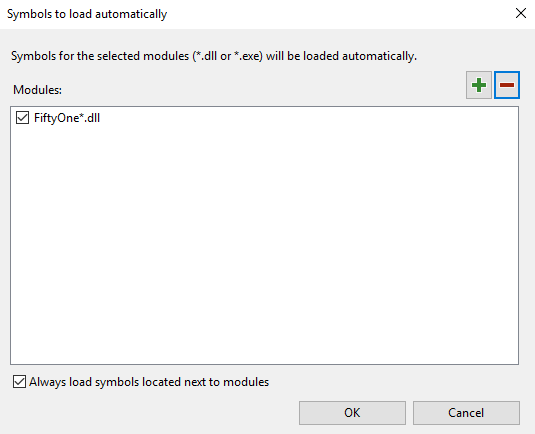 Symbols to load automatically
Symbols for the selected modules (*.dll or *.exe) will be loaded automatically.
Modules:
FiftyOne*.dll
Always load symbols located next to modules
OK Cancel